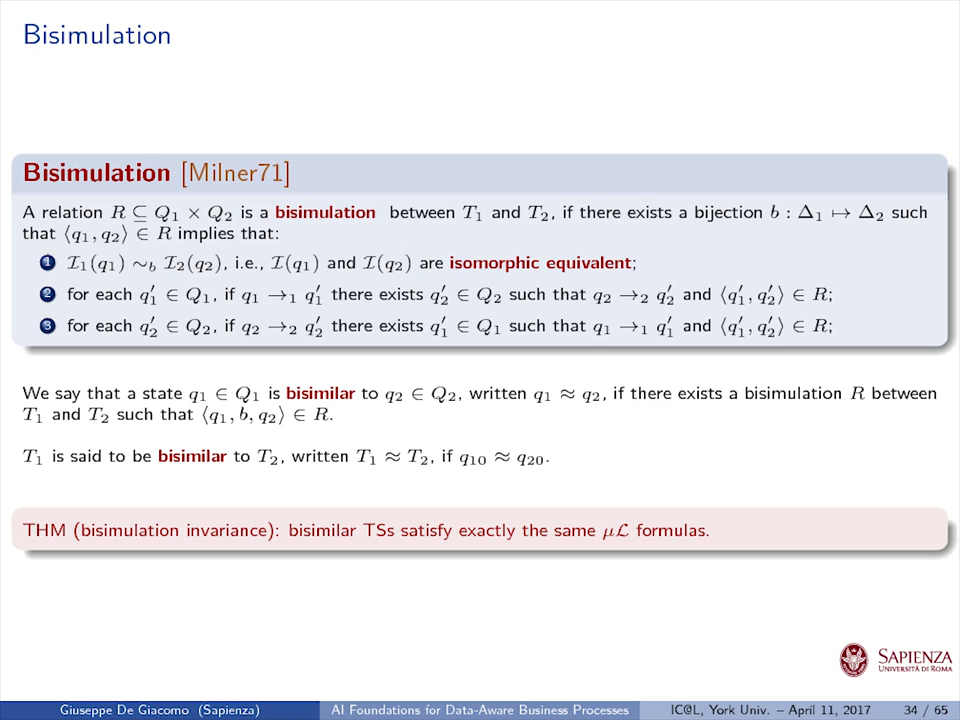 Bisimulation
Bisimulation [Milner71]
A relation R ⊆ Q₁ × Q₂ is a bisimulation between T₁ and T₂, if there exists a bijection b : Δ₁ ↦ Δ₂ such
that ⟨q₁, q₂⟩ ∈ R implies that:
1 I₁(q₁) ∼b I₂(q₂), i.e., I(q₁) and I(q₂) are isomorphic equivalent;
2 for each q′₁ ∈ Q₁, if q₁ →₁ q′₁ there exists q′₂ ∈ Q₂ such that q₂ →₂ q′₂ and ⟨q′₁, q′₂⟩ ∈ R;
3 for each q′₂ ∈ Q₂, if q₂ →₂ q′₂ there exists q′₁ ∈ Q₁ such that q₁ →₁ q′₁ and ⟨q′₁, q′₂⟩ ∈ R;
We say that a state q₁ ∈ Q₁ is bisimilar to q₂ ∈ Q₂, written q₁ ≈ q₂, if there exists a bisimulation R between
T₁ and T₂ such that ⟨q₁, b, q₂⟩ ∈ R.
T₁ is said to be bisimilar to T₂, written T₁ ≈ T₂, if q₁₀ ≈ q₂₀.
THM (bisimulation invariance): bisimilar TSs satisfy exactly the same μℒ formulas.
SAPIENZA
UNIVERSITÀ DI ROMA
Giuseppe De Giacomo (Sapienza) AI Foundations for Data-Aware Business Processes IC@L, York Univ. – April 11, 2017 34 / 65